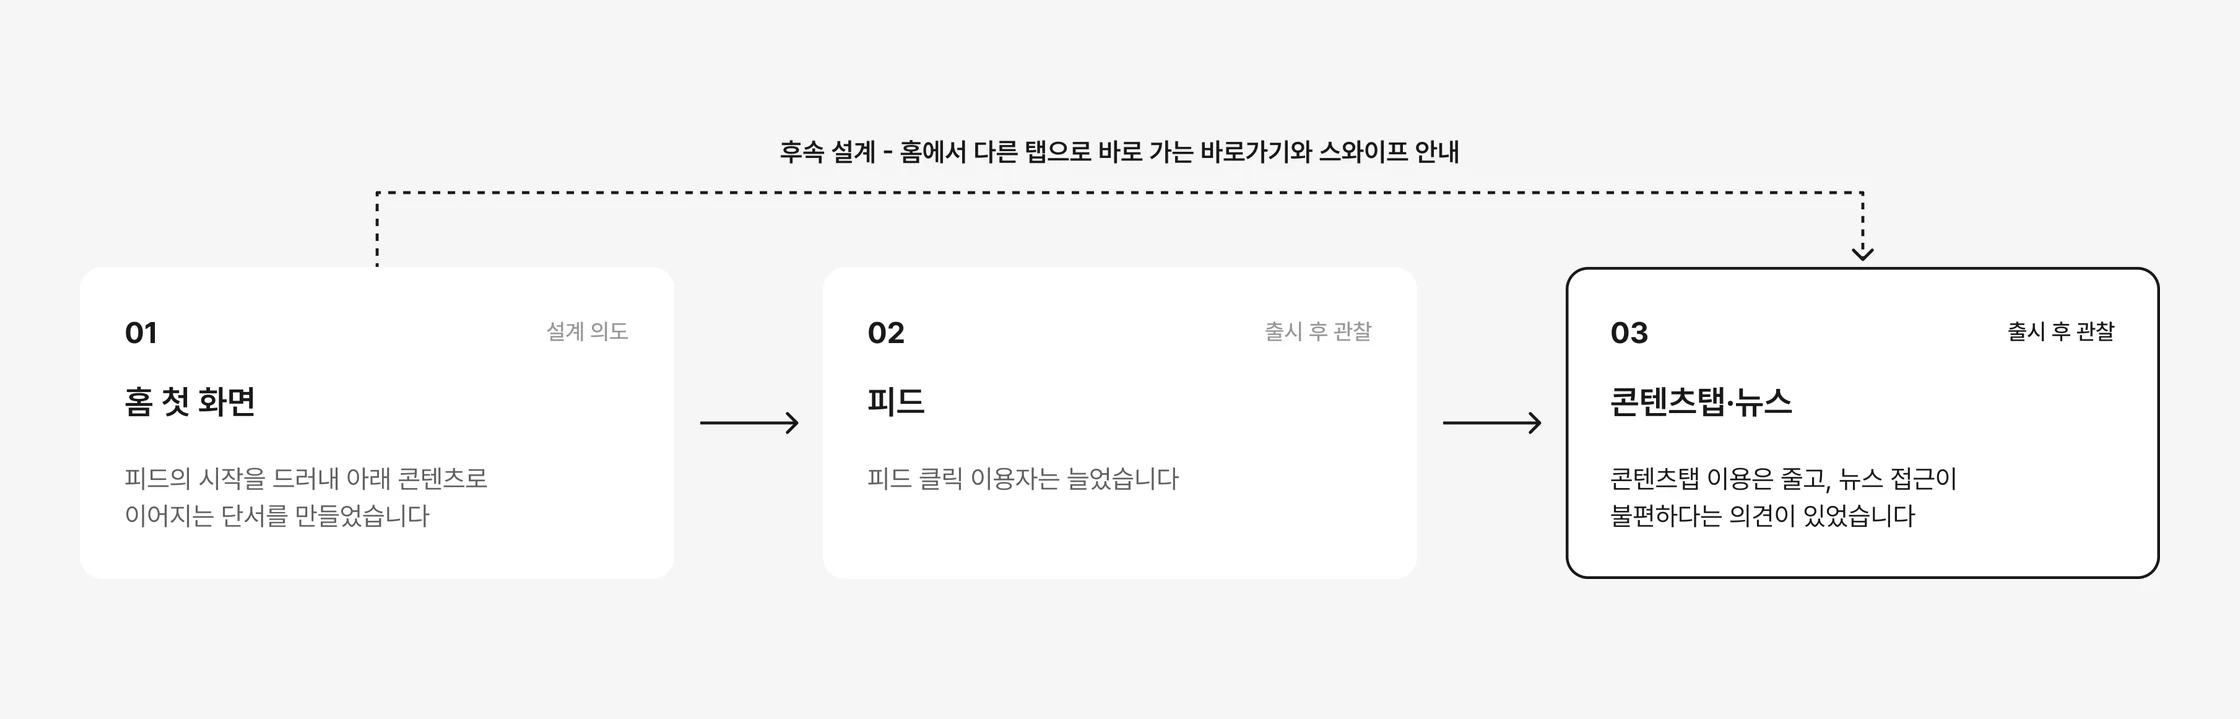 후속 설계 - 홈에서 다른 탭으로 바로 가는 바로가기와 스와이프 안내
01
설계 의도
홈 첫 화면
피드의 시작을 드러내 아래 콘텐츠로
이어지는 단서를 만들었습니다
02
출시 후 관찰
피드
피드 클릭 이용자는 늘었습니다
03
출시 후 관찰
콘텐츠탭·뉴스
콘텐츠탭 이용은 줄고, 뉴스 접근이
불편하다는 의견이 있었습니다